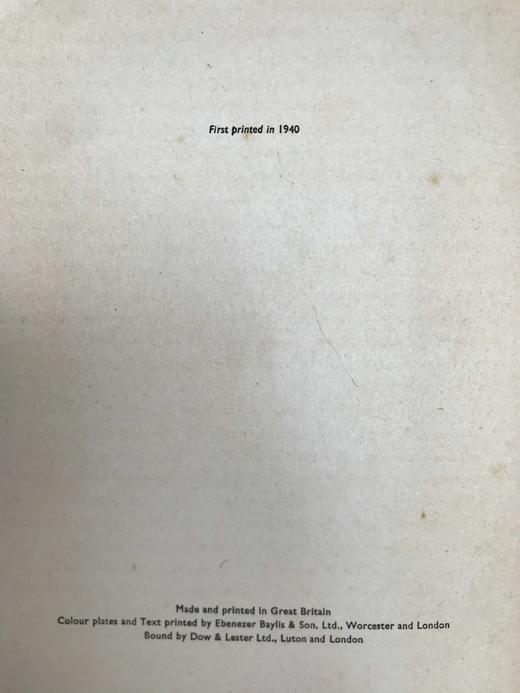 First printed in 1940
Made and printed in Great Britain
Colour plates and Text printed by Ebenezer Baylis & Son, Ltd., Worcester and London
Bound by Dow & Lester Ltd., Luton and London